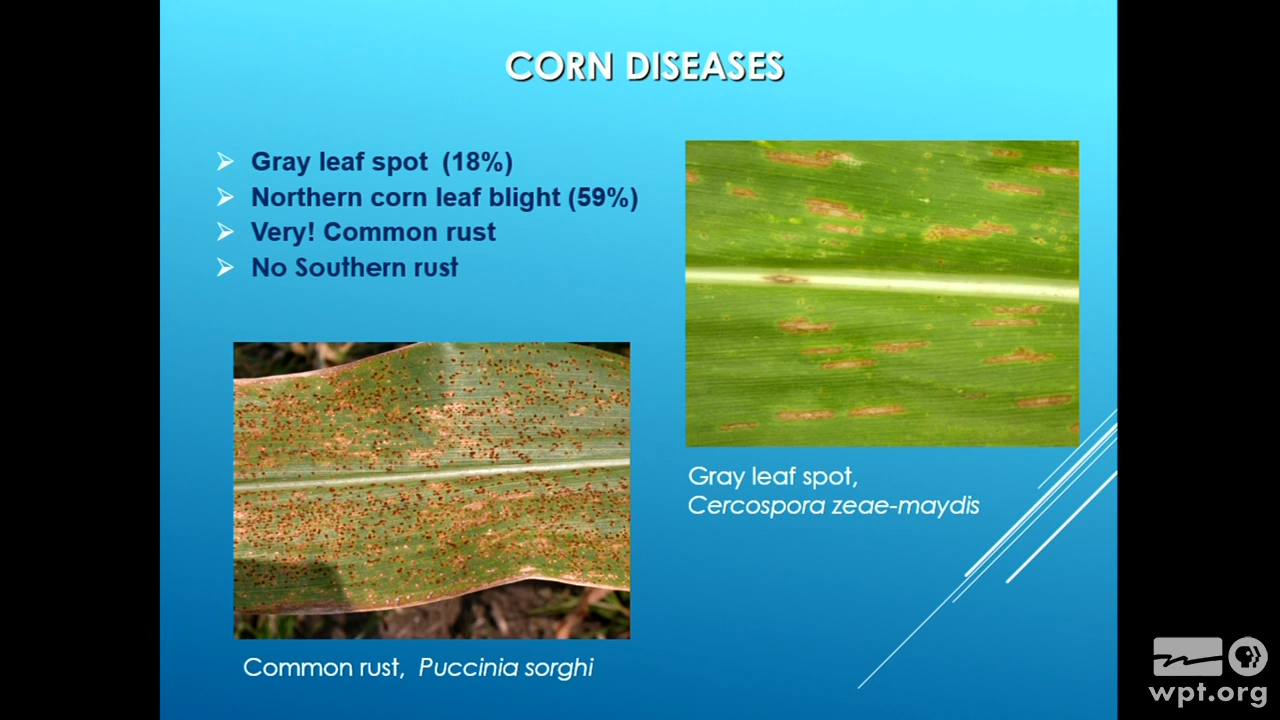 CORN DISEASES
Gray leaf spot (18%)
Northern corn leaf blight (59%)
Very! Common rust
No Southern rust
Gray leaf spot,
Cercospora zeae-maydis
Common rust, Puccinia sorghi
wpt.org